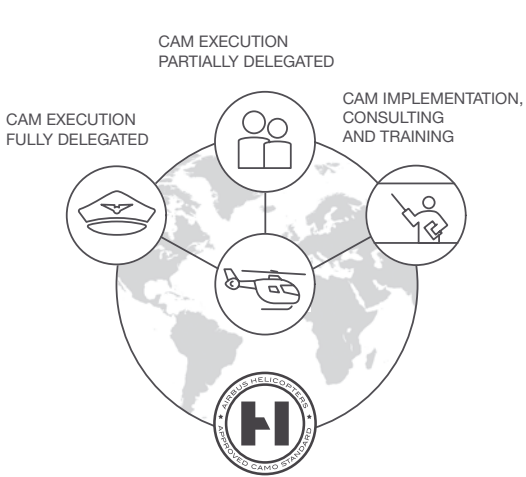 CAM EXECUTION
PARTIALLY DELEGATED
CAM EXECUTION
FULLY DELEGATED
CAM IMPLEMENTATION,
CONSULTING
AND TRAINING
AIRBUS HELICOPTERS
H
APPROVED CAMO STANDARD